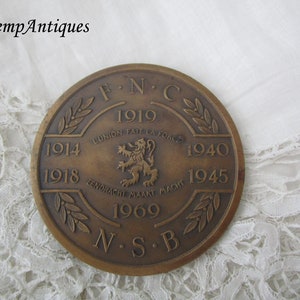 empAntiques
F·N·C
1919
L'UNION FAIT LA FORCE
1914 1940
1918 1945
EENDRACHT MAAKT MACHT
1969
N·S·B